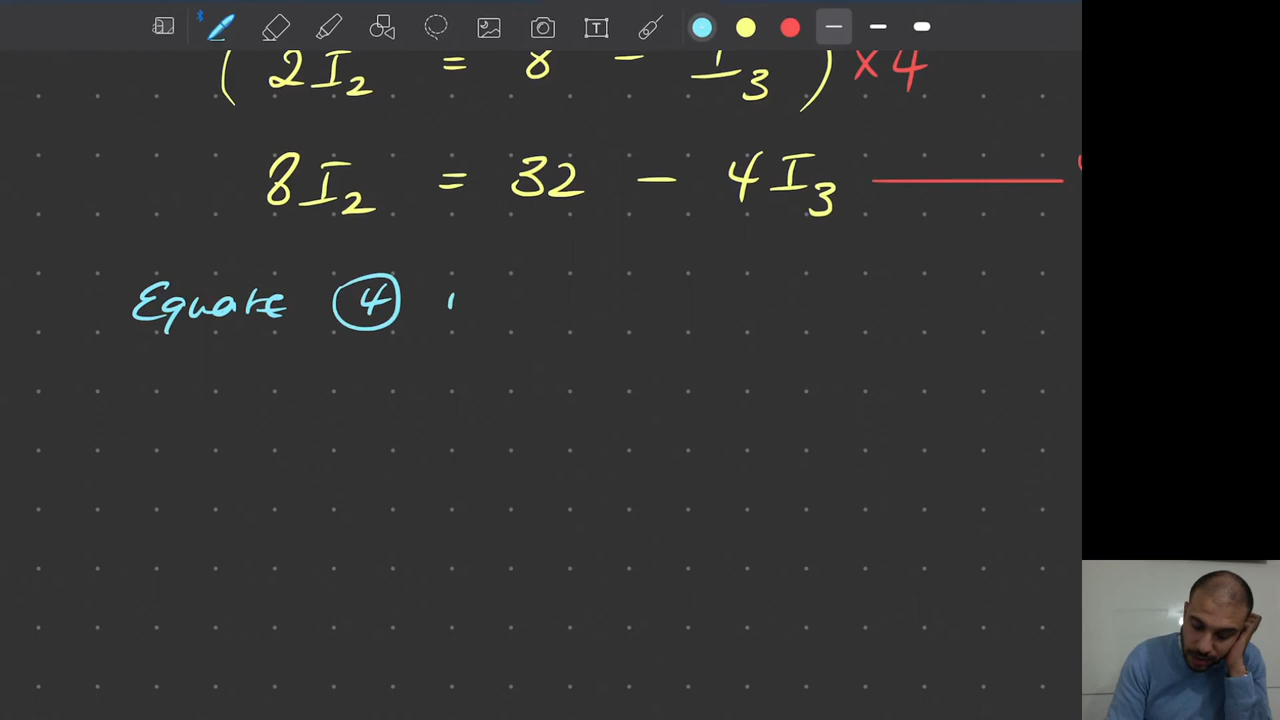 ( 2I₂ = 8 - I₃ ) × 4
8I₂ = 32 - 4I₃
Equate ④